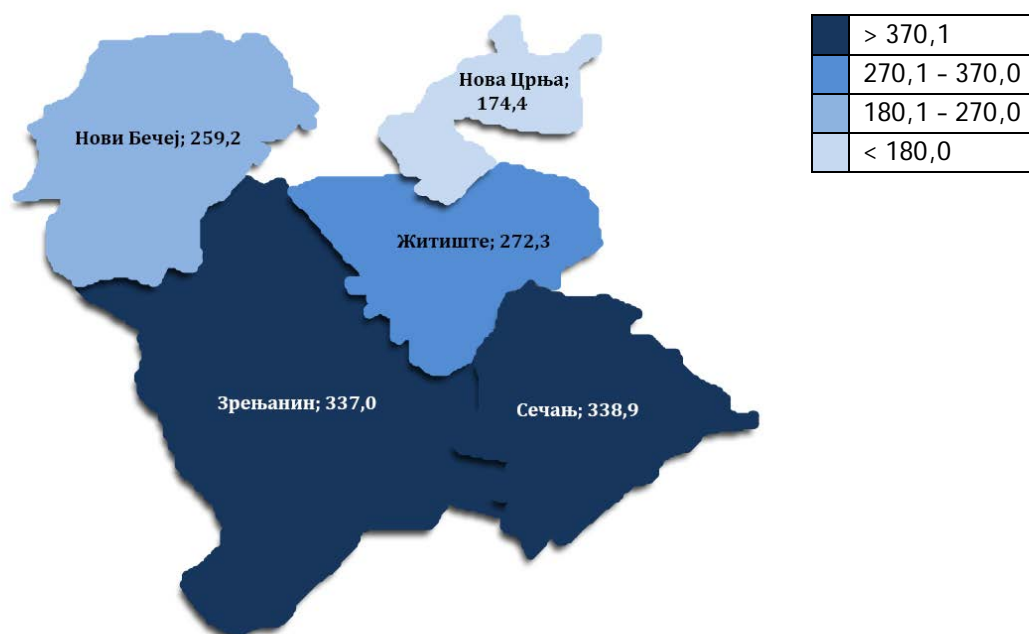 > 370,1
270,1 - 370,0
180,1 - 270,0
< 180,0
Нова Црња;
174,4
Нови Бечеј; 259,2
Житиште; 272,3
Зрењанин; 337,0
Сечањ; 338,9